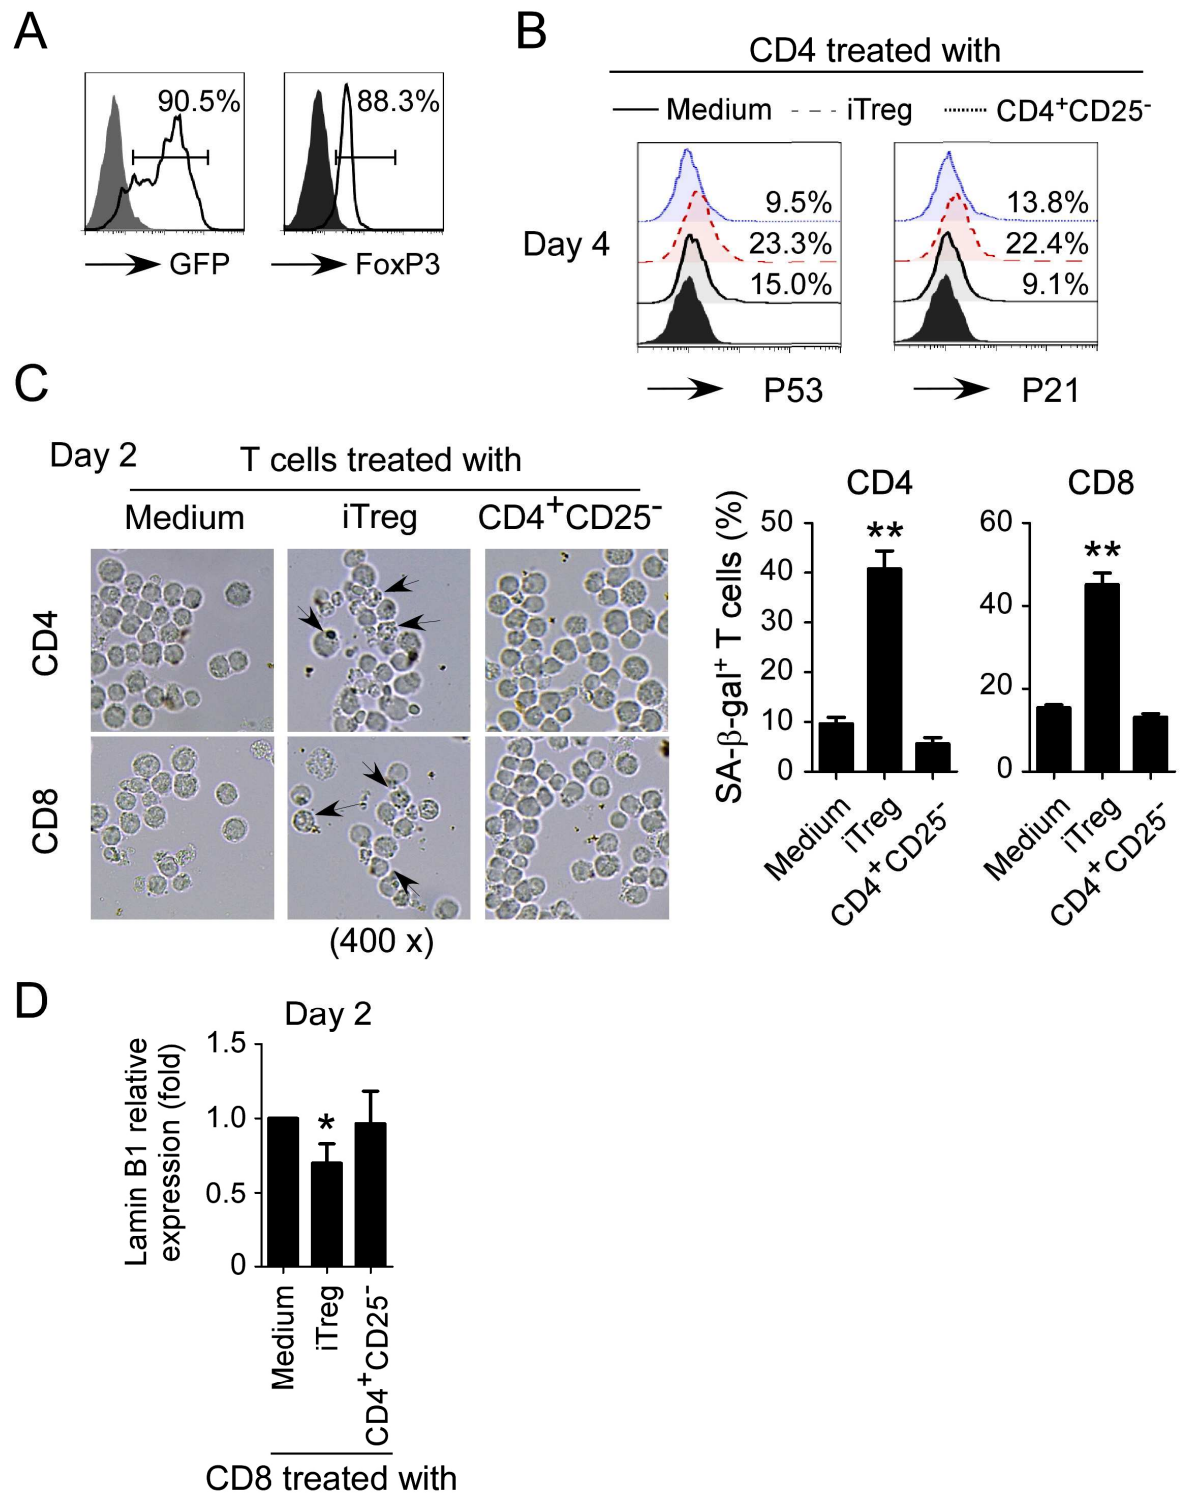 A
90.5%
GFP
88.3%
FoxP3
B
CD4 treated with
Medium
iTreg
CD4+CD25-
Day 4
9.5%
23.3%
15.0%
P53
13.8%
22.4%
9.1%
P21
C
Day 2
T cells treated with
Medium
iTreg
CD4+CD25-
CD4
CD8
(400 x)
SA-β-gal+ T cells (%)
CD4
50
40
30
20
10
0
**
Medium
iTreg
CD4+CD25-
CD8
60
40
20
0
**
Medium
iTreg
CD4+CD25-
D
Day 2
Lamin B1 relative
expression (fold)
1.5
1.0
0.5
0
*
Medium
iTreg
CD4+CD25-
CD8 treated with